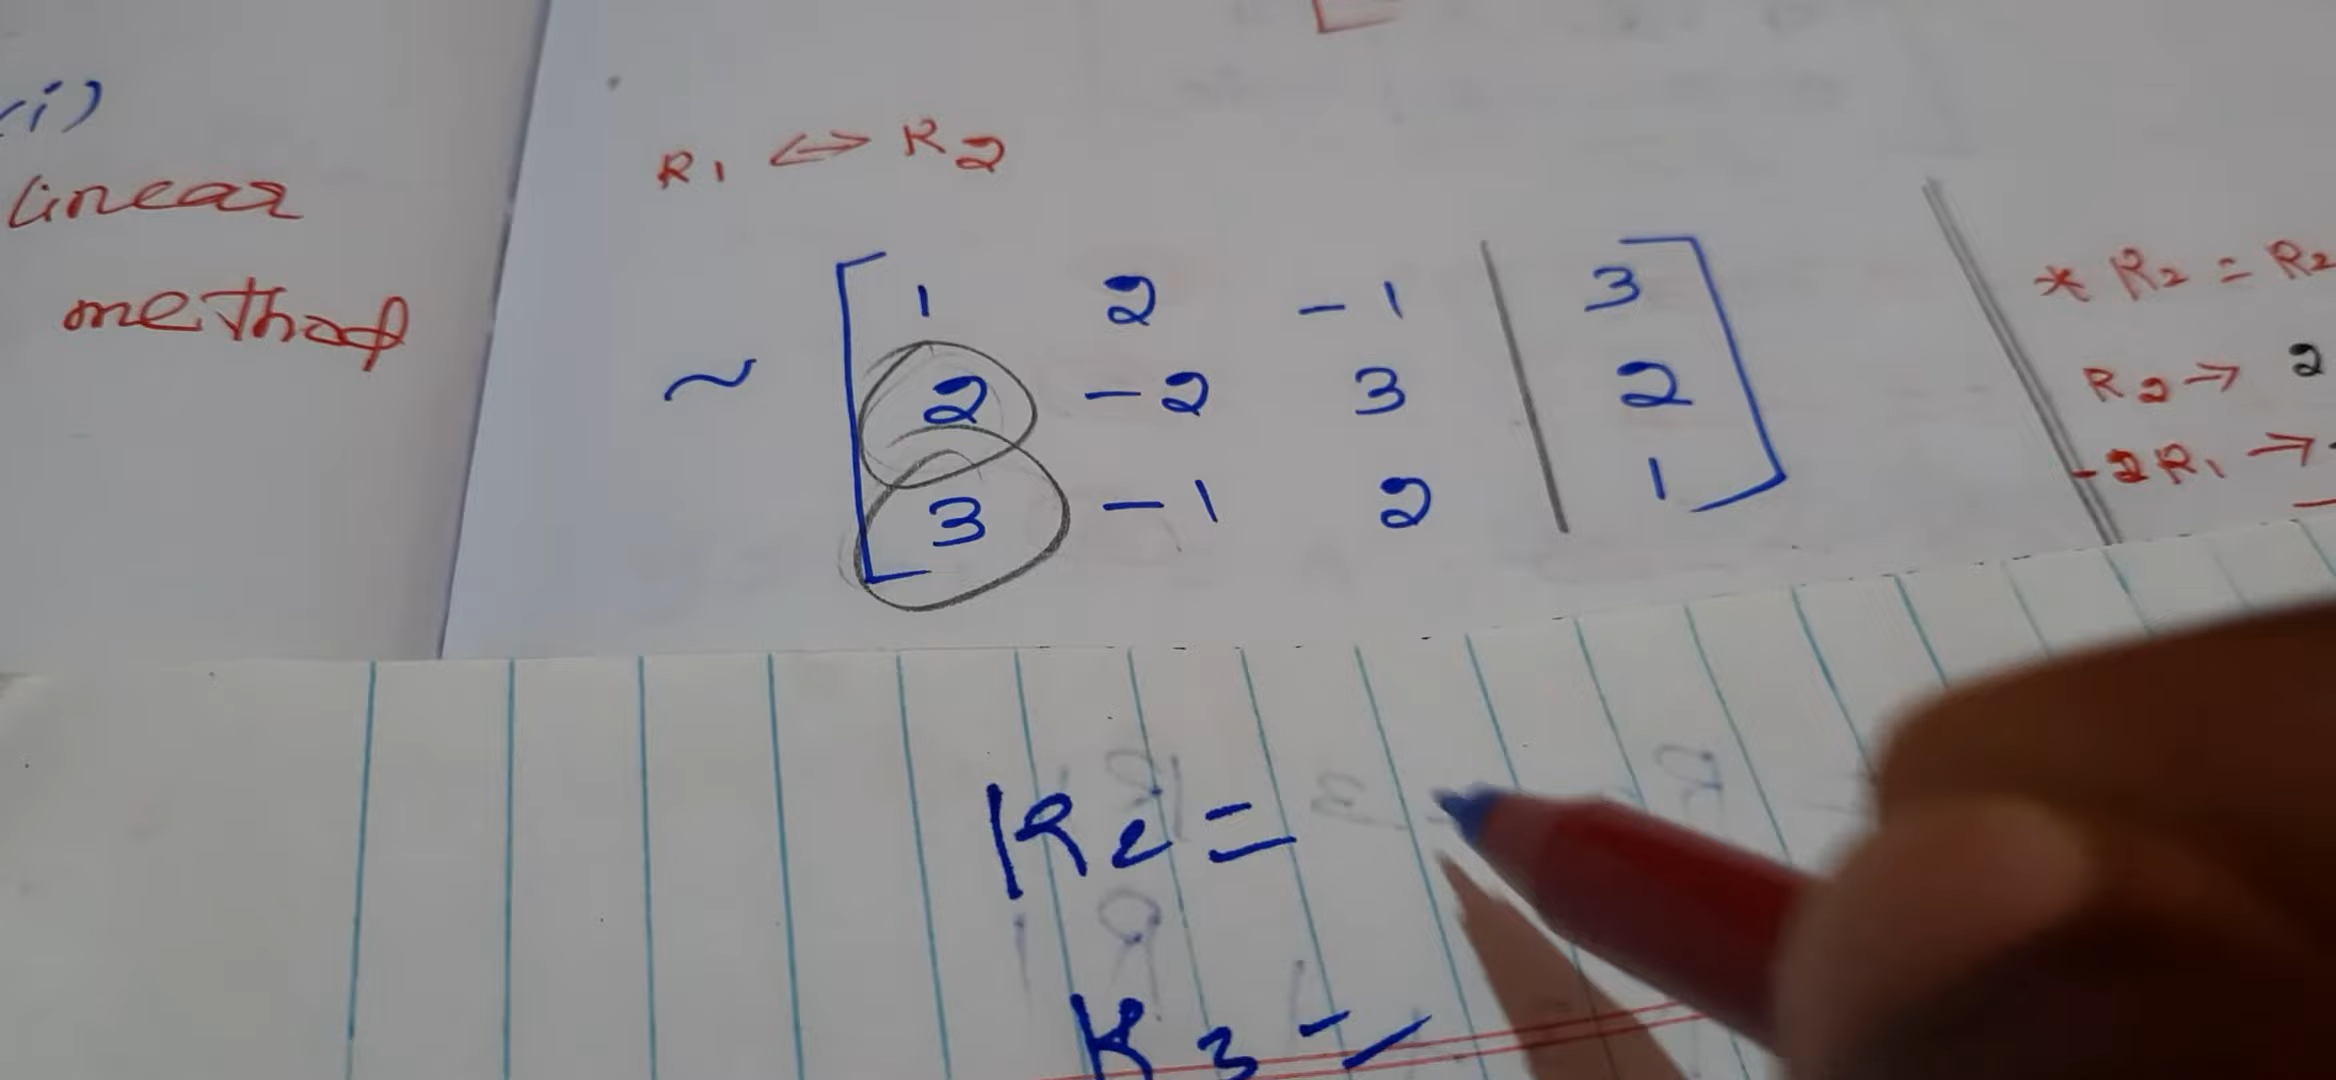 (i)
linear
method
R1 <-> R2
~ [ 1 2 -1 | 3 ]
2 -2 3 | 2
3 -1 2 | 1
* R2 = R2
R2 → 2
-2R1 →
R2 =
R3 =